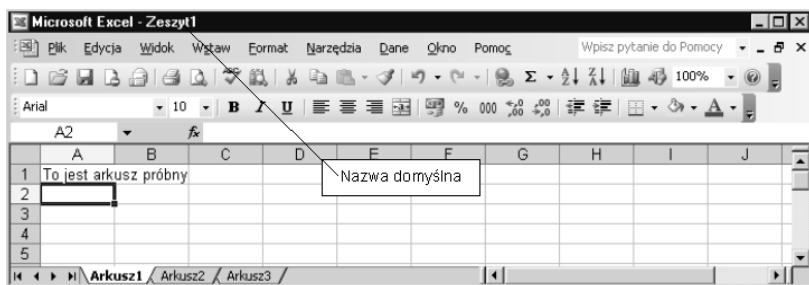 Microsoft Excel - Zeszyt1
Plik Edycja Widok Wstaw Format Narzędzia Dane Okno Pomoc Wpisz pytanie do Pomocy
100%
Arial 10 B I U % 000
A2 fx
A B C D E F G H I J
1 To jest arkusz próbny
Nazwa domyślna
2
3
4
5
Arkusz1 Arkusz2 Arkusz3